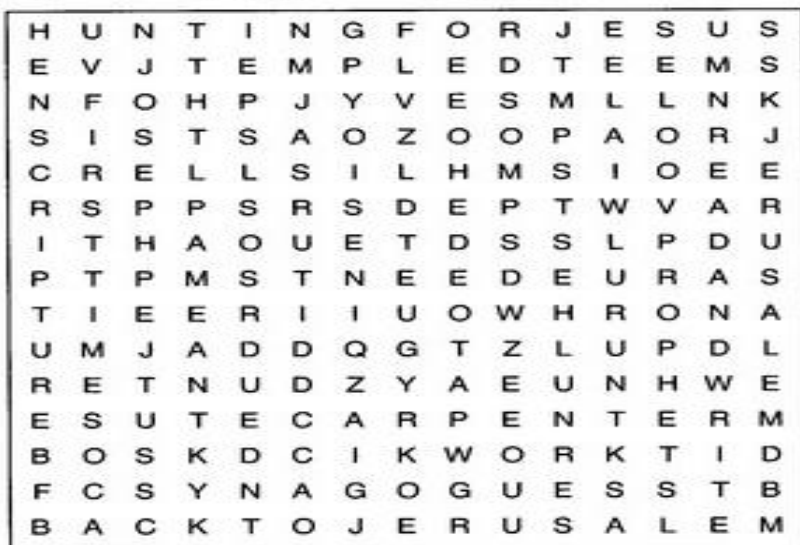 H U N T I N G F O R J E S U S
E V J T E M P L E D T E E M S
N F O H P J Y V E S M L L N K
S I S T S A O Z O O P A O R J
C R E L L S I L H M S I O E E
R S P P S R S D E P T W V A R
I T H A O U E T D S S L P D U
P T P M S T N E E D E U R A S
T I E E R I I U O W H R O N A
U M J A D D Q G T Z L U P D L
R E T N U D Z Y A E U N H W E
E S U T E C A R P E N T E R M
B O S K D C I K W O R K T I D
F C S Y N A G O G U E S S T B
B A C K T O J E R U S A L E M